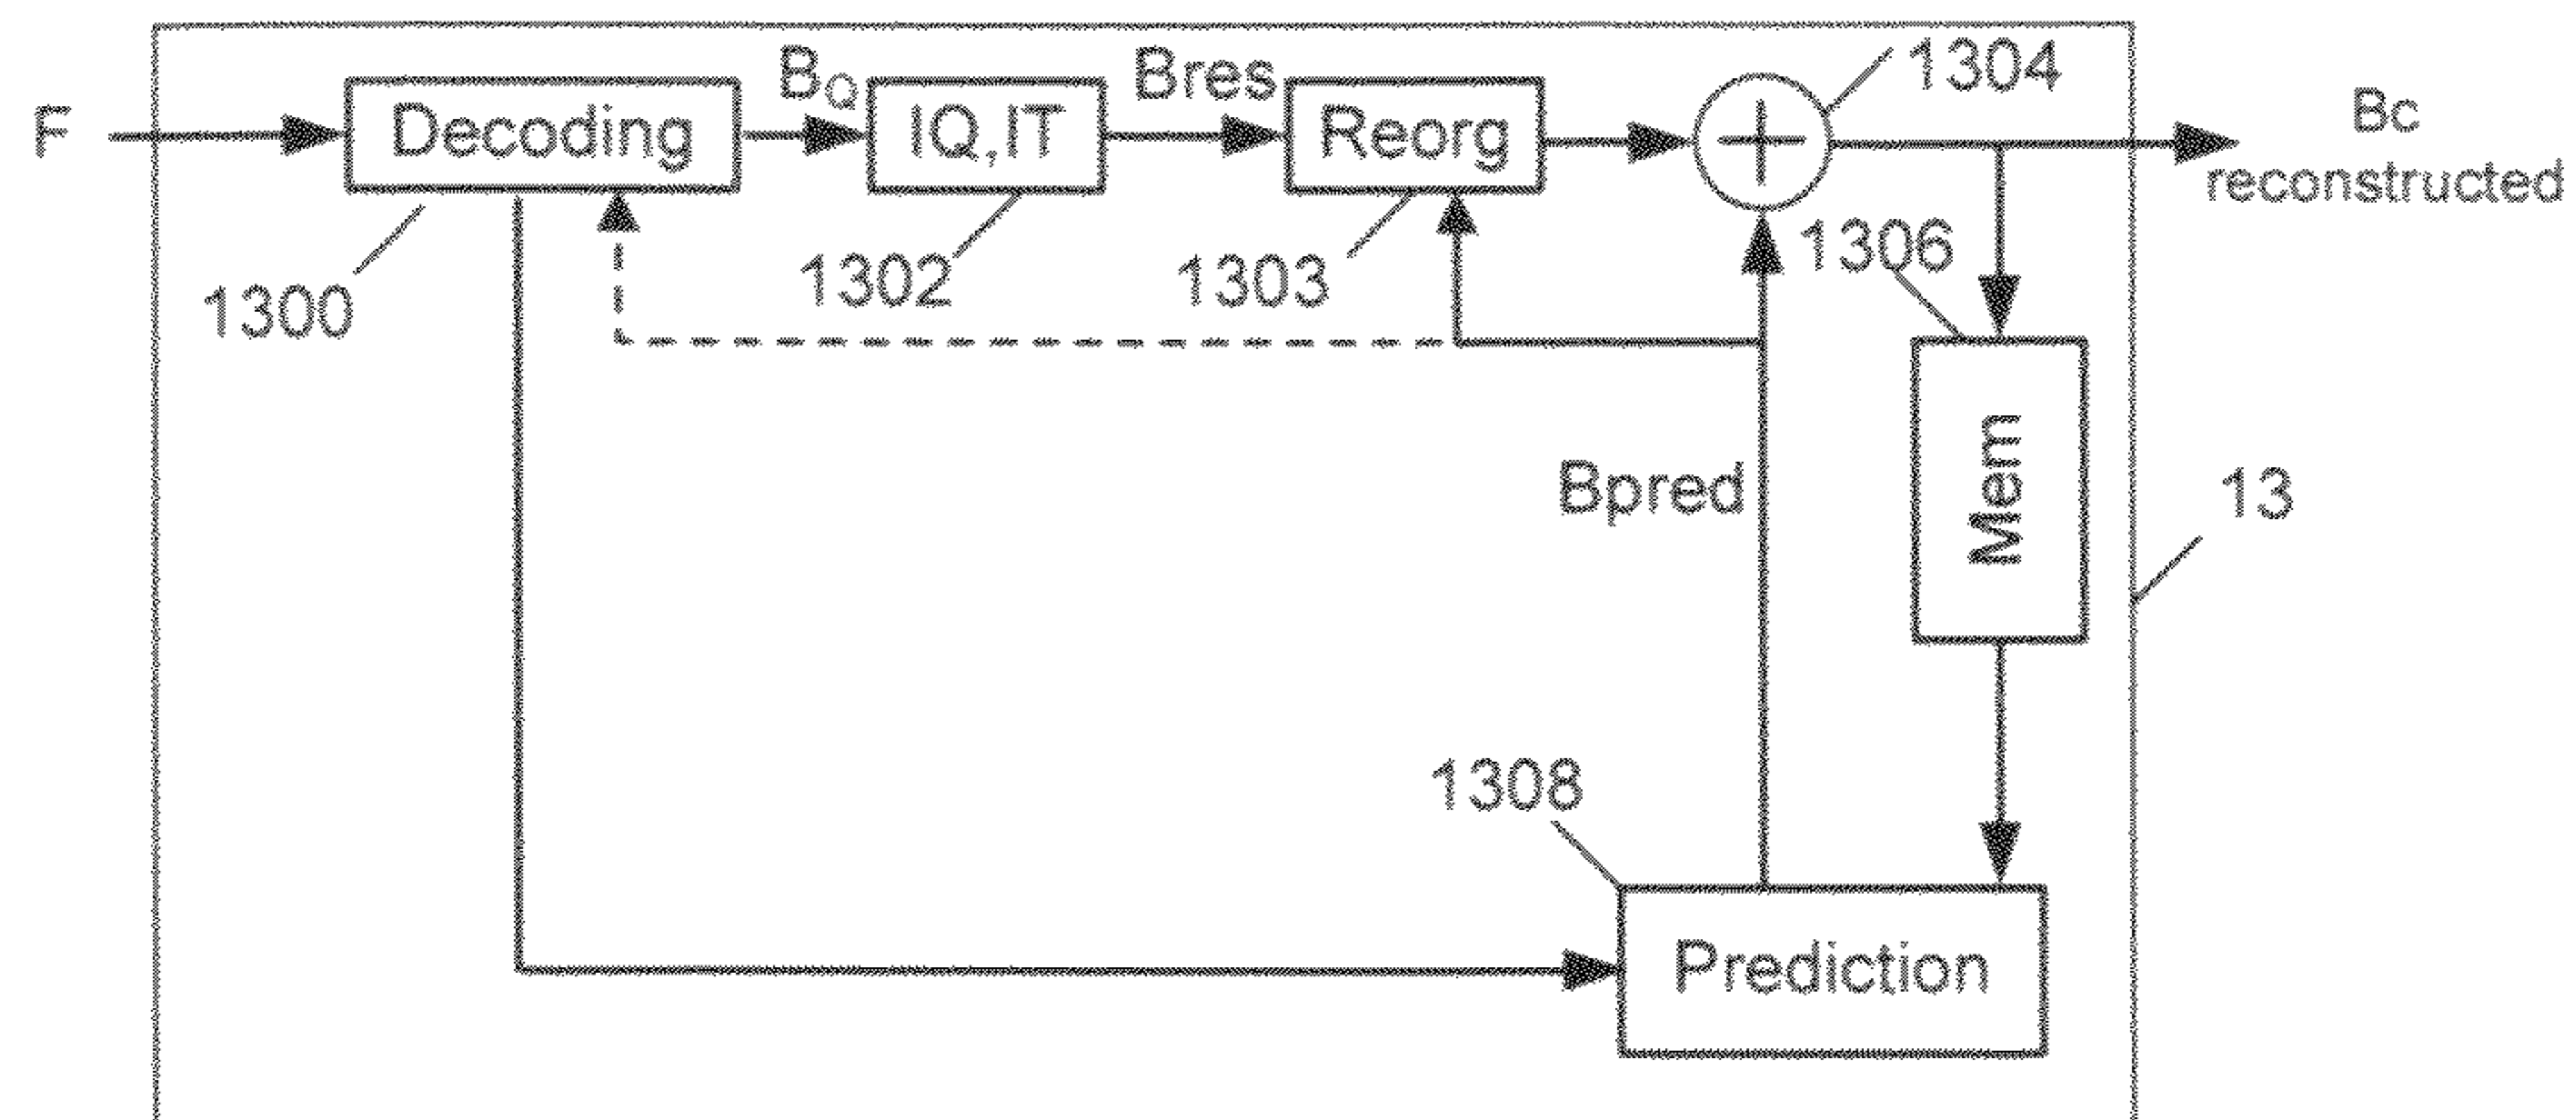 F
Decoding
BQ
IQ,IT
Bres
Reorg
1304
Bc
reconstructed
1300
1302
1303
1306
Mem
Bpred
13
1308
Prediction